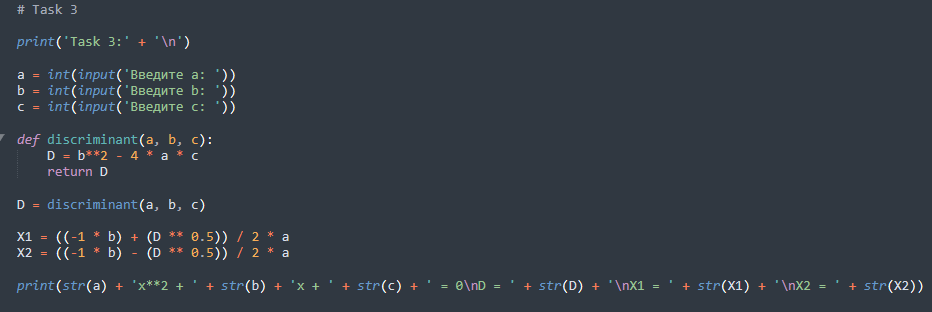 # Task 3
print('Task 3:' + '\n')
a = int(input('Введите a: '))
b = int(input('Введите b: '))
c = int(input('Введите c: '))
def discriminant(a, b, c):
    D = b**2 - 4 * a * c
    return D
D = discriminant(a, b, c)
X1 = ((-1 * b) + (D ** 0.5)) / 2 * a
X2 = ((-1 * b) - (D ** 0.5)) / 2 * a
print(str(a) + 'x**2 + ' + str(b) + 'x + ' + str(c) + ' = 0\nD = ' + str(D) + '\nX1 = ' + str(X1) + '\nX2 = ' + str(X2))